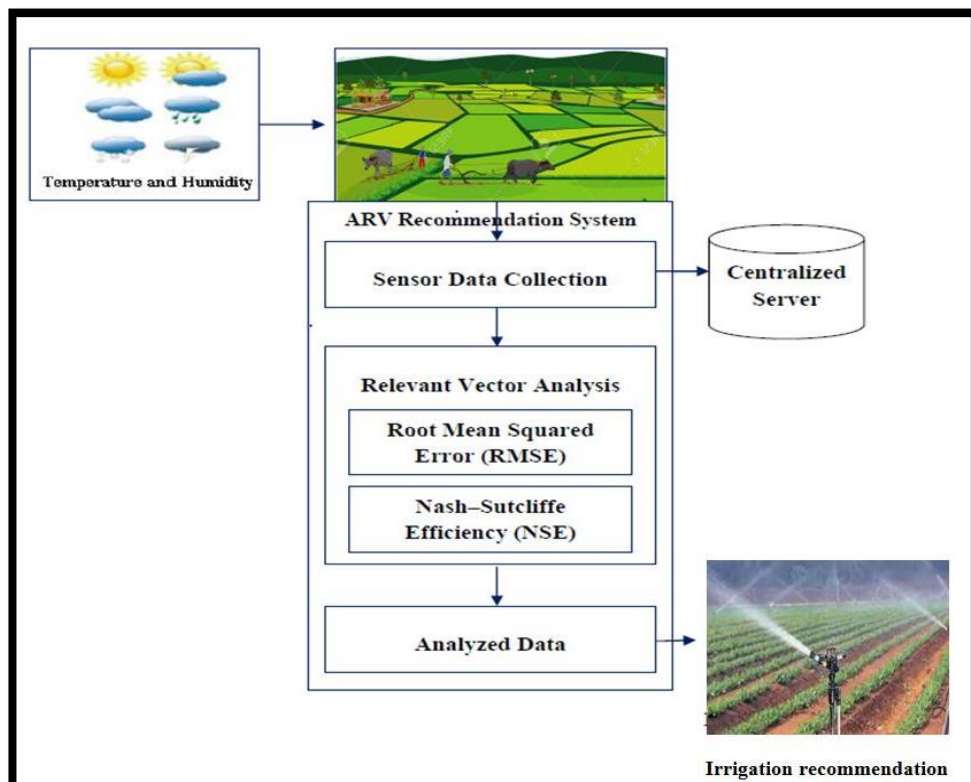 Temperature and Humidity
ARV Recommendation System
Sensor Data Collection
Centralized
Server
Relevant Vector Analysis
Root Mean Squared
Error (RMSE)
Nash–Sutcliffe
Efficiency (NSE)
Analyzed Data
Irrigation recommendation